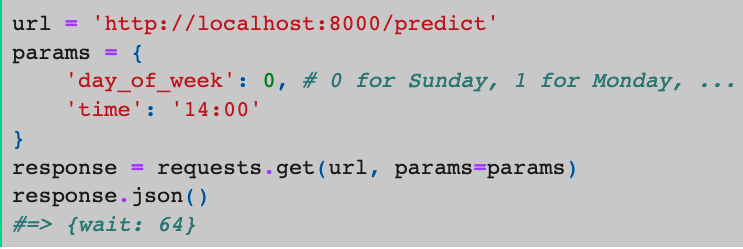 url = 'http://localhost:8000/predict'
params = {
    'day_of_week': 0, # 0 for Sunday, 1 for Monday, ...
    'time': '14:00'
}
response = requests.get(url, params=params)
response.json()
#=> {wait: 64}